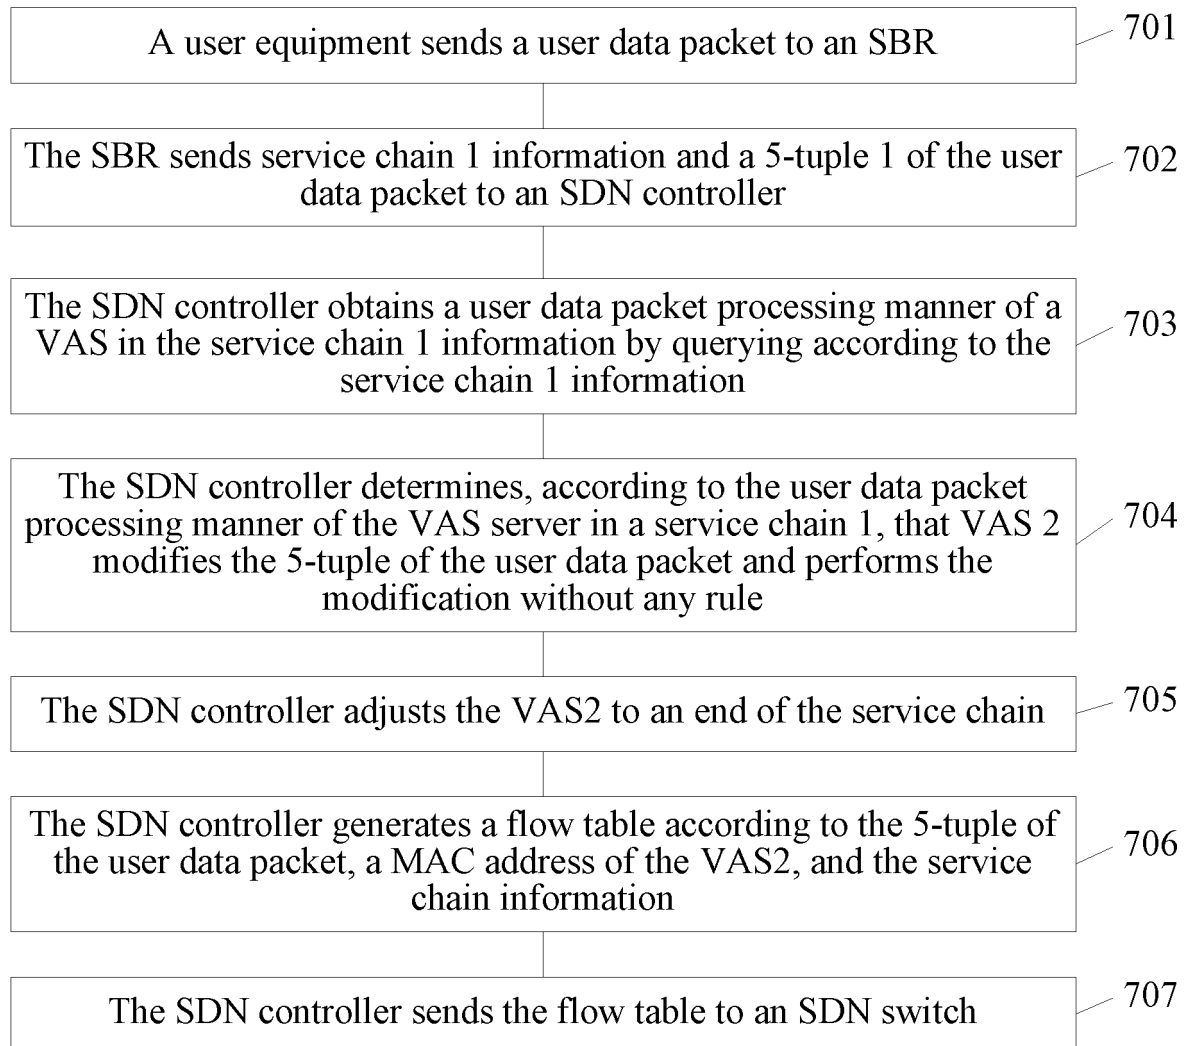 A user equipment sends a user data packet to an SBR
701
The SBR sends service chain 1 information and a 5-tuple 1 of the user
data packet to an SDN controller
702
The SDN controller obtains a user data packet processing manner of a
VAS in the service chain 1 information by querying according to the
service chain 1 information
703
The SDN controller determines, according to the user data packet
processing manner of the VAS server in a service chain 1, that VAS 2
modifies the 5-tuple of the user data packet and performs the
modification without any rule
704
The SDN controller adjusts the VAS2 to an end of the service chain
705
The SDN controller generates a flow table according to the 5-tuple of
the user data packet, a MAC address of the VAS2, and the service
chain information
706
The SDN controller sends the flow table to an SDN switch
707